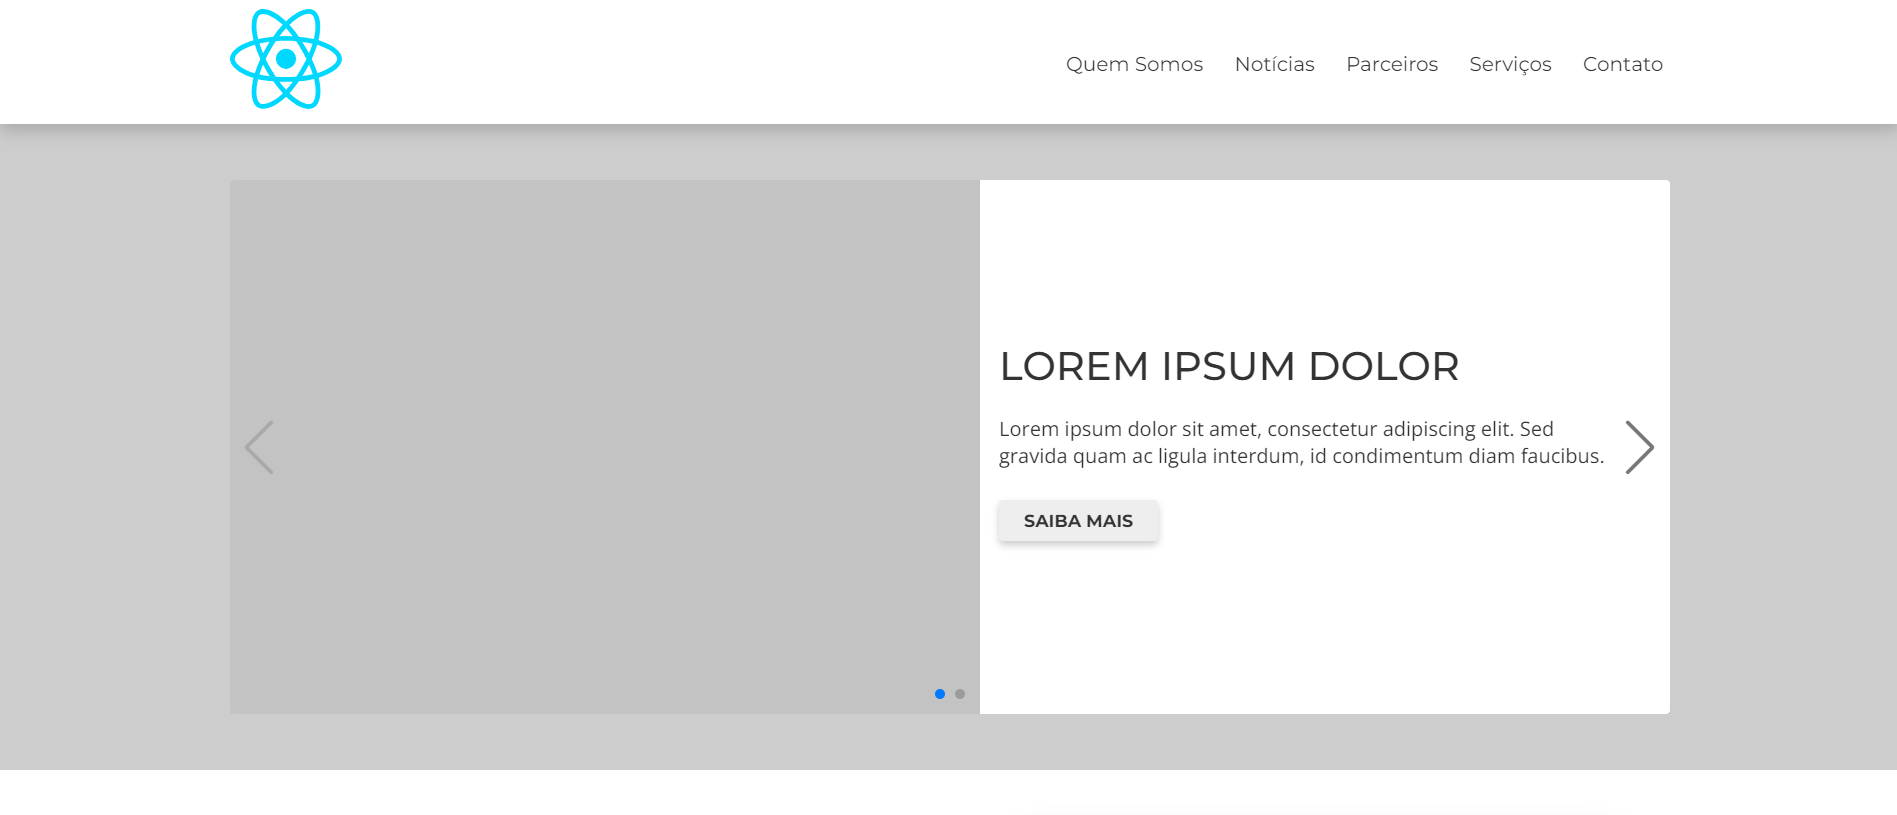 Quem Somos Notícias Parceiros Serviços Contato
LOREM IPSUM DOLOR
Lorem ipsum dolor sit amet, consectetur adipiscing elit. Sed
gravida quam ac ligula interdum, id condimentum diam faucibus.
SAIBA MAIS